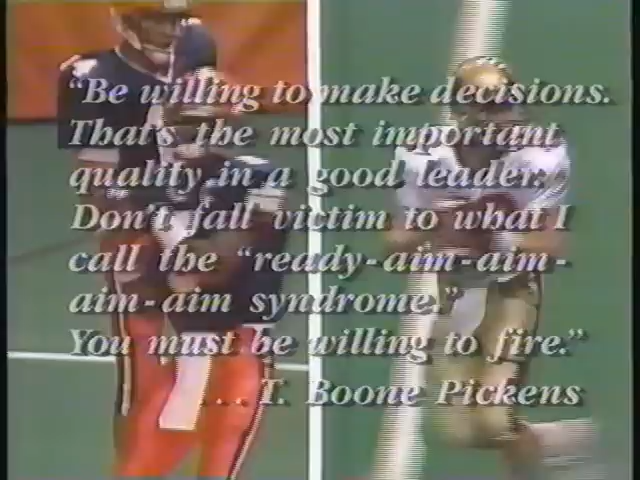 "Be willing to make decisions.
That's the most important
quality in a good leader.
Don't fall victim to what I
call the "ready-aim-aim-
aim-aim syndrome."
You must be willing to fire."
...T. Boone Pickens